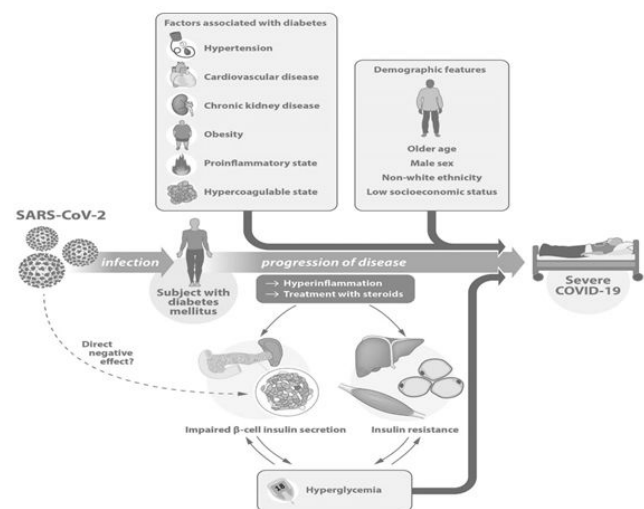 Factors associated with diabetes
Hypertension
Cardiovascular disease
Chronic kidney disease
Obesity
Proinflammatory state
Hypercoagulable state
Demographic features
Older age
Male sex
Non-white ethnicity
Low socioeconomic status
SARS-CoV-2
infection
progression of disease
Subject with
diabetes
mellitus
→ Hyperinflammation
→ Treatment with steroids
Severe
COVID-19
Direct
negative
effect?
Impaired β-cell insulin secretion
Insulin resistance
Hyperglycemia